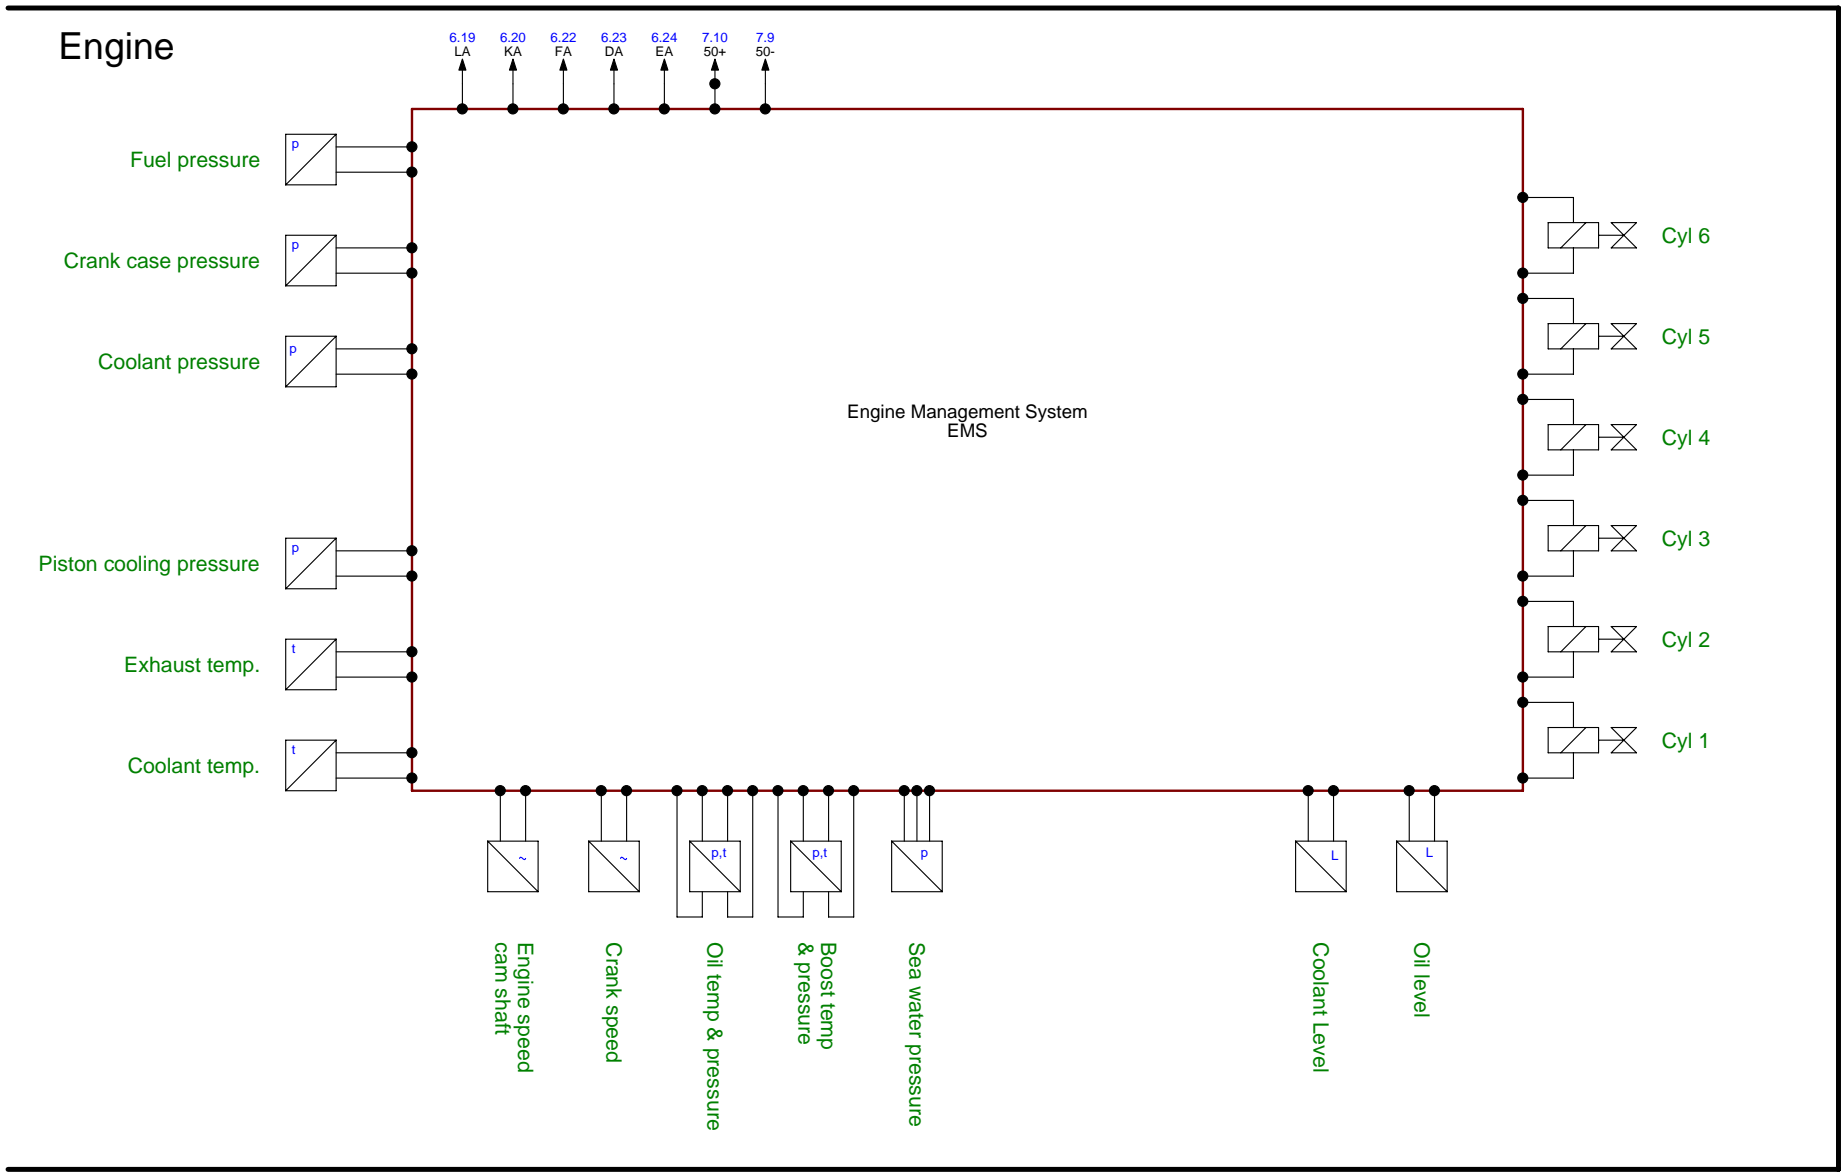 Engine
6.19 6.20 6.22 6.23 6.24 7.10 7.9
LA KA FA DA EA 50+ 50-
p
Fuel pressure
p
Crank case pressure
p
Coolant pressure
p
Piston cooling pressure
t
Exhaust temp.
t
Coolant temp.
Engine Management System
EMS
Cyl 6
Cyl 5
Cyl 4
Cyl 3
Cyl 2
Cyl 1
~ ~ p,t p,t p L L
Engine speed
cam shaft
Crank speed
Oil temp & pressure
Boost temp
& pressure
Sea water pressure
Coolant Level
Oil level